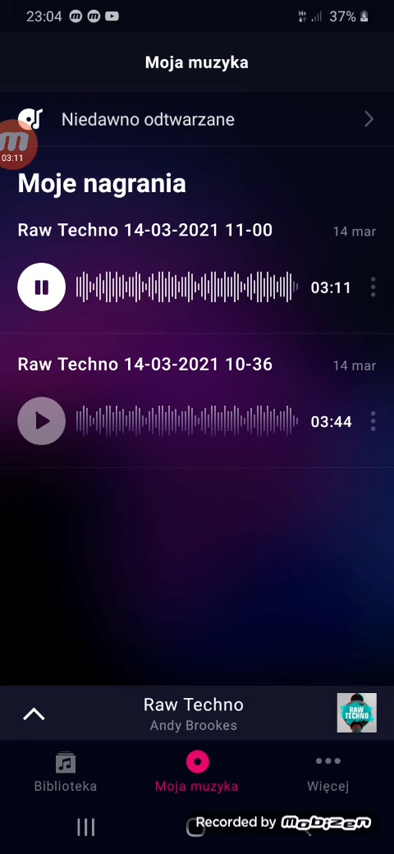 23:04
37%
Moja muzyka
Niedawno odtwarzane
03:11
Moje nagrania
Raw Techno 14-03-2021 11-00
14 mar
03:11
Raw Techno 14-03-2021 10-36
14 mar
03:44
Raw Techno
Andy Brookes
RAW TECHNO
Biblioteka
Moja muzyka
Więcej
Recorded by mobizen